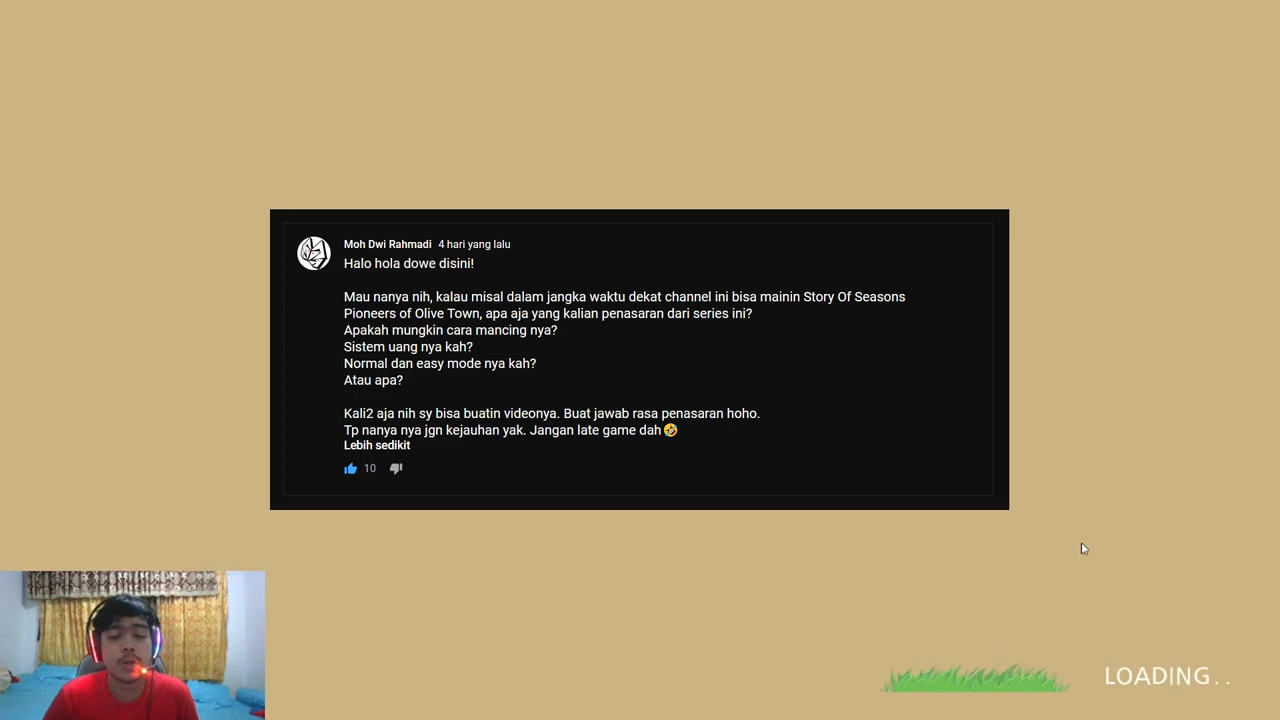 Moh Dwi Rahmadi 4 hari yang lalu
Halo hola dowe disini!
Mau nanya nih, kalau misal dalam jangka waktu dekat channel ini bisa mainin Story Of Seasons
Pioneers of Olive Town, apa aja yang kalian penasaran dari series ini?
Apakah mungkin cara mancing nya?
Sistem uang nya kah?
Normal dan easy mode nya kah?
Atau apa?
Kali2 aja nih sy bisa buatin videonya. Buat jawab rasa penasaran hoho.
Tp nanya nya jgn kejauhan yak. Jangan late game dah🤣
Lebih sedikit
10
LOADING..